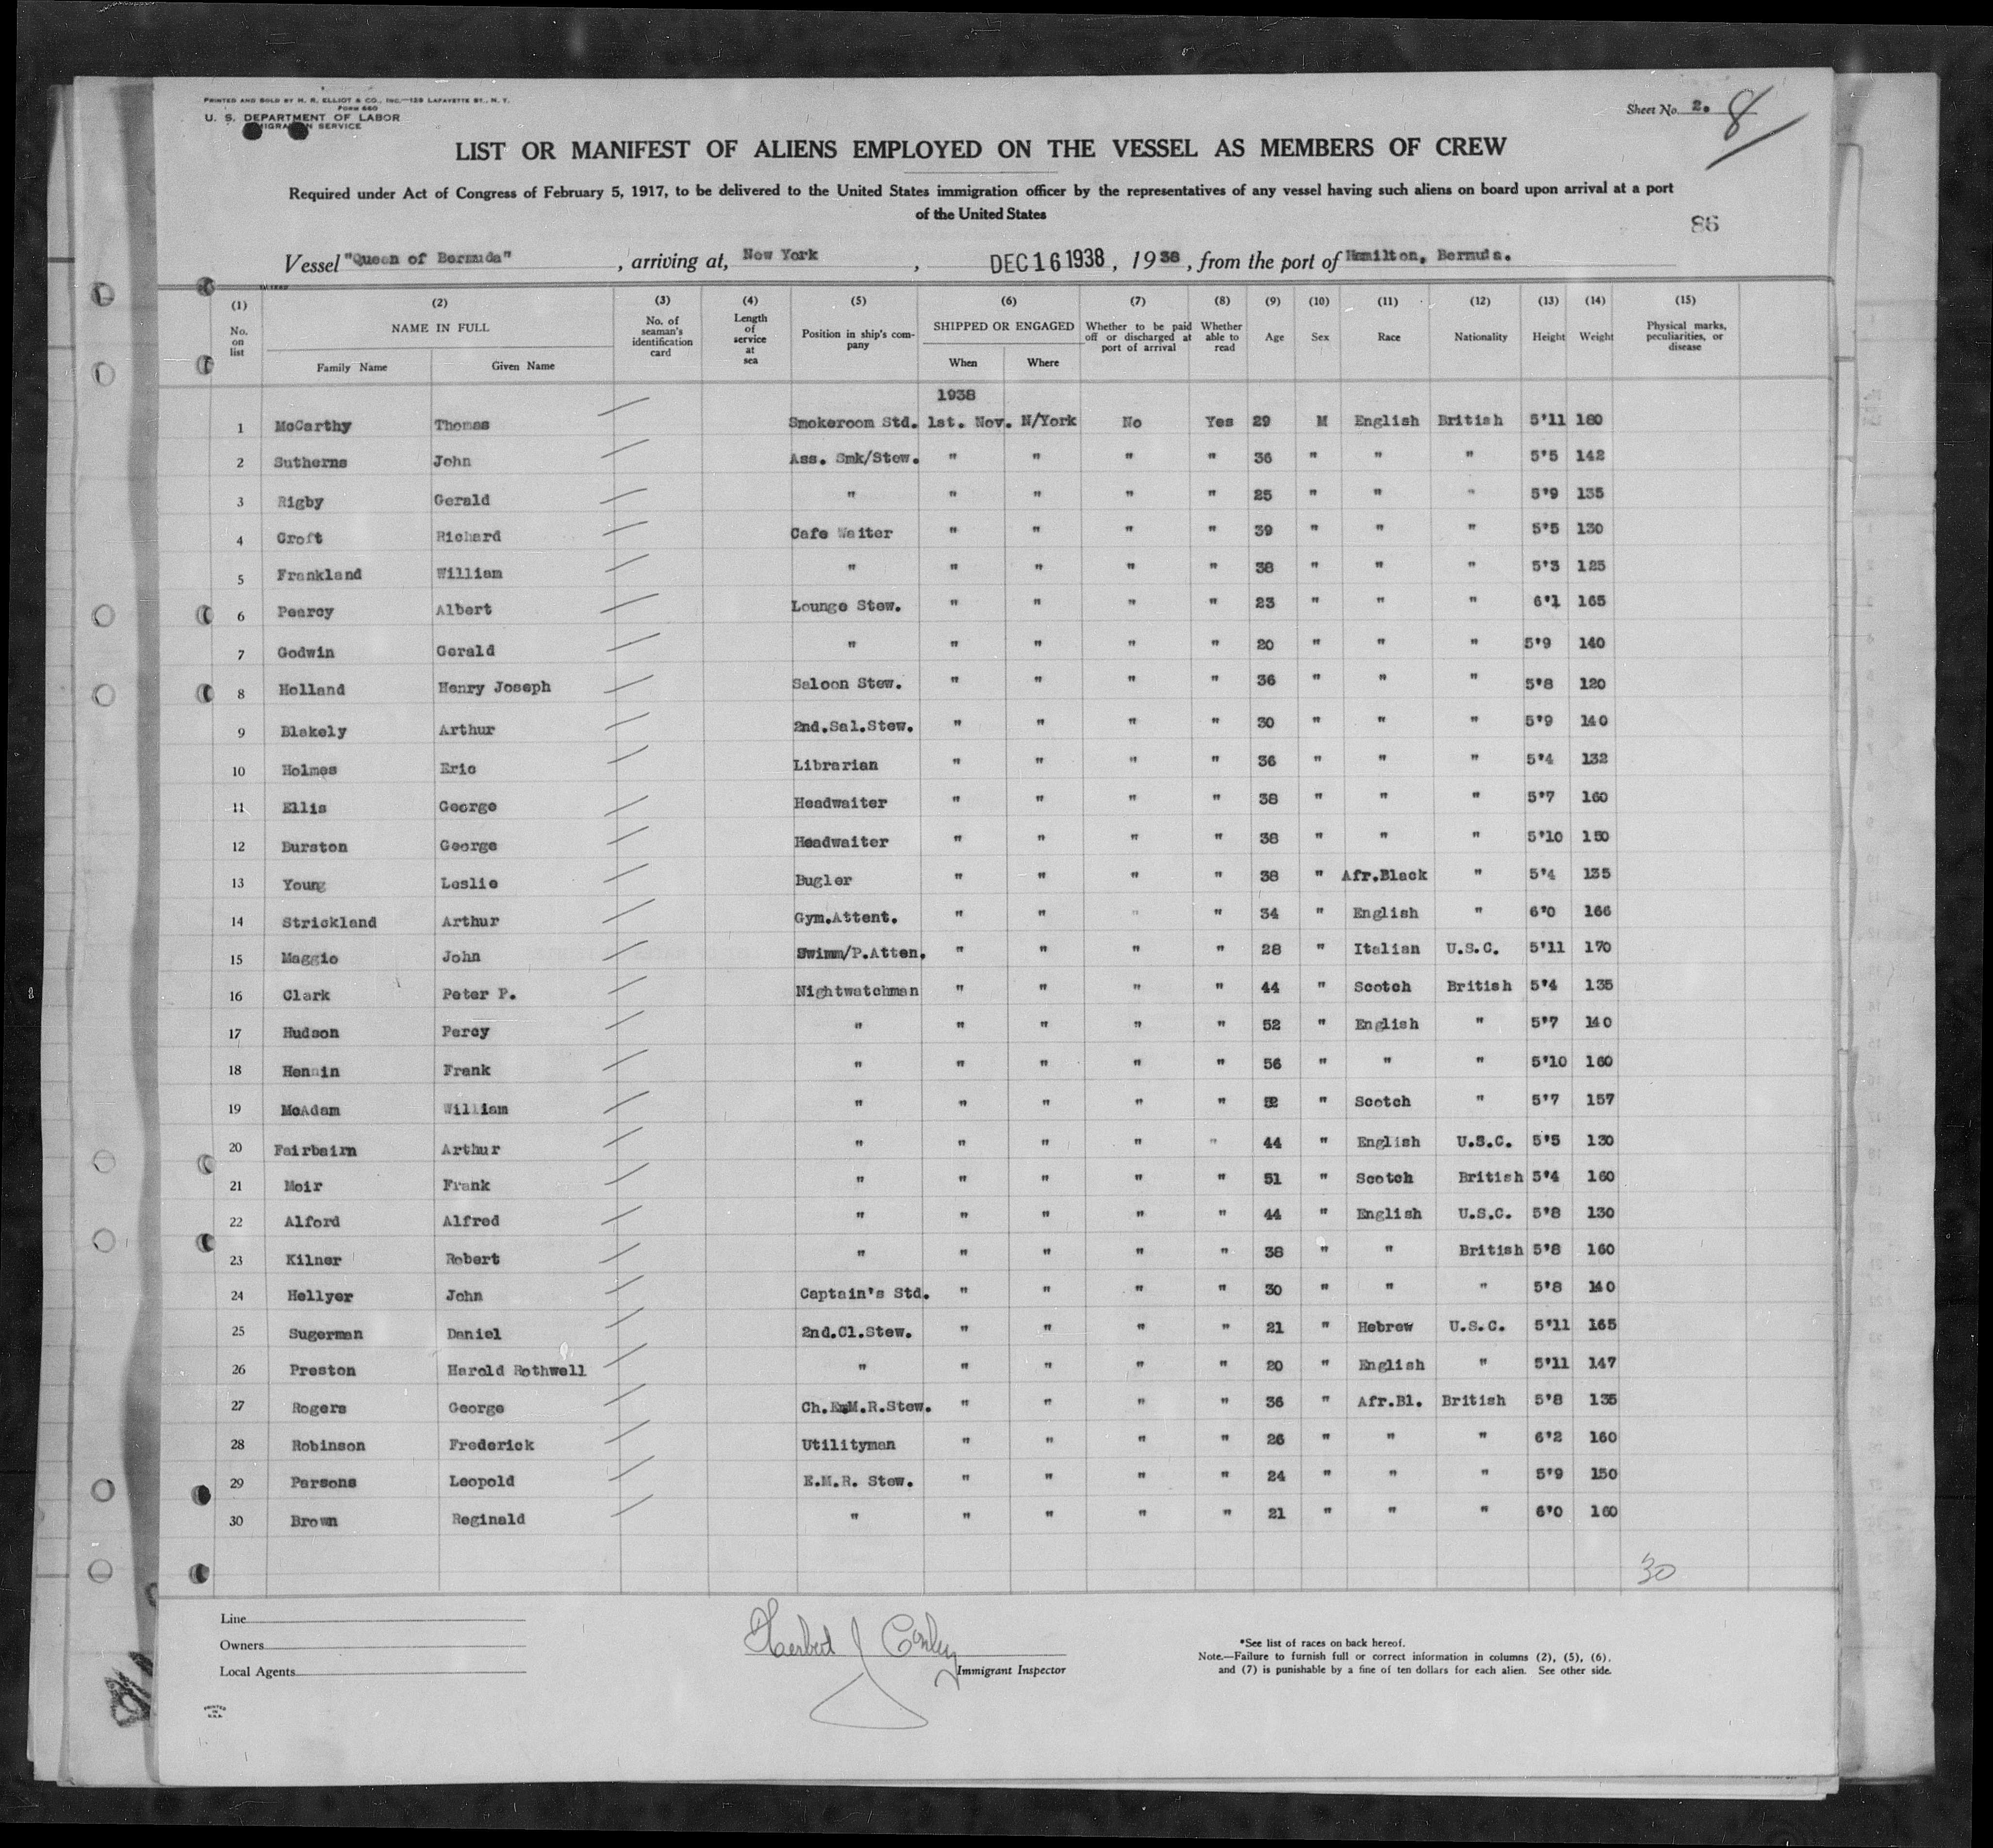 PRINTED AND SOLD BY H. R. ELLIOT & CO., INC.—129 LAFAYETTE ST., N. Y.
FORM 660
U. S. DEPARTMENT OF LABOR
IMMIGRATION SERVICE
Sheet No. 2. 8
LIST OR MANIFEST OF ALIENS EMPLOYED ON THE VESSEL AS MEMBERS OF CREW
Required under Act of Congress of February 5, 1917, to be delivered to the United States immigration officer by the representatives of any vessel having such aliens on board upon arrival at a port
of the United States
86
Vessel "Queen of Bermuda", arriving at, New York, DEC 16 1938, 1938, from the port of Hamilton, Bermuda.
(1) (2) (3) (4) (5) (6) (7) (8) (9) (10) (11) (12) (13) (14) (15)
No. on list NAME IN FULL Family Name Given Name No. of seaman's identification card Length of service at sea Position in ship's company SHIPPED OR ENGAGED When Where Whether to be paid off or discharged at port of arrival Whether able to read Age Sex Race Nationality Height Weight Physical marks, peculiarities, or disease
1938
1 McCarthy Thomas Smokeroom Std. 1st. Nov. N/York No Yes 29 M English British 5'11 180
2 Sutherns John Ass. Smk/Stew. " " " " 36 " " " 5'5 142
3 Rigby Gerald " " " " " 25 " " " 5'9 135
4 Croft Richard Cafe Waiter " " " " 39 " " " 5'5 130
5 Frankland William " " " " " 38 " " " 5'3 125
6 Pearcy Albert Lounge Stew. " " " " 23 " " " 6'1 165
7 Godwin Gerald " " " " " 20 " " " 5'9 140
8 Holland Henry Joseph Saloon Stew. " " " " 36 " " " 5'8 120
9 Blakely Arthur 2nd.Sal.Stew. " " " " 30 " " " 5'9 140
10 Holmes Eric Librarian " " " " 36 " " " 5'4 132
11 Ellis George Headwaiter " " " " 38 " " " 5'7 160
12 Burston George Headwaiter " " " " 38 " " " 5'10 150
13 Young Leslie Bugler " " " " 38 " Afr.Black " 5'4 135
14 Strickland Arthur Gym.Attent. " " " " 34 " English " 6'0 166
15 Maggio John Swimm/P.Atten. " " " " 28 " Italian U.S.C. 5'11 170
16 Clark Peter P. Nightwatchman " " " " 44 " Scotch British 5'4 135
17 Hudson Percy " " " " " 52 " English " 5'7 140
18 Hennin Frank " " " " " 56 " " " 5'10 160
19 McAdam William " " " " " " Scotch " 5'7 157
20 Fairbairn Arthur " " " " " 44 " English U.S.C. 5'5 130
21 Moir Frank " " " " " 51 " Scotch British 5'4 160
22 Alford Alfred " " " " " 44 " English U.S.C. 5'8 130
23 Kilner Robert " " " " " 38 " " British 5'8 160
24 Hellyer John Captain's Std. " " " " 30 " " " 5'8 140
25 Sugerman Daniel 2nd.Cl.Stew. " " " " 21 " Hebrew U.S.C. 5'11 165
26 Preston Harold Rothwell " " " " " 20 " English " 5'11 147
27 Rogers George Ch.E.M.R.Stew. " " " " 36 " Afr.Bl. British 5'8 135
28 Robinson Frederick Utilityman " " " " 26 " " " 6'2 160
29 Parsons Leopold E.M.R. Stew. " " " " 24 " " " 5'9 150
30 Brown Reginald " " " " " 21 " " " 6'0 160
30
Line
Owners
Local Agents
Herbert J Conley
Immigrant Inspector
*See list of races on back hereof.
Note.—Failure to furnish full or correct information in columns (2), (5), (6),
and (7) is punishable by a fine of ten dollars for each alien. See other side.
PRINTED
IN
U.S.A.